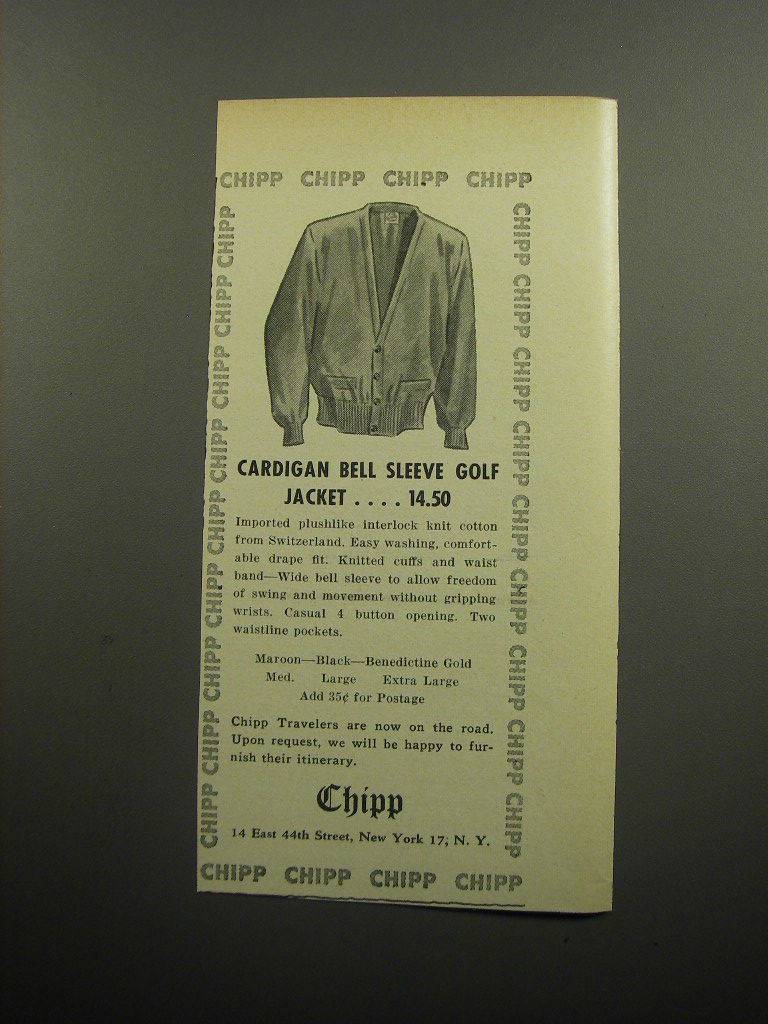 CHIPP CHIPP CHIPP CHIPP
CHIPP CHIPP CHIPP CHIPP CHIPP CHIPP CHIPP CHIPP CHIPP
CHIPP CHIPP CHIPP CHIPP CHIPP CHIPP CHIPP CHIPP CHIPP
CARDIGAN BELL SLEEVE GOLF
JACKET .... 14.50
Imported plushlike interlock knit cotton
from Switzerland. Easy washing, comfort-
able drape fit. Knitted cuffs and waist
band—Wide bell sleeve to allow freedom
of swing and movement without gripping
wrists. Casual 4 button opening. Two
waistline pockets.
Maroon—Black—Benedictine Gold
Med. Large Extra Large
Add 35¢ for Postage
Chipp Travelers are now on the road.
Upon request, we will be happy to fur-
nish their itinerary.
Chipp
14 East 44th Street, New York 17, N. Y.
CHIPP CHIPP CHIPP CHIPP